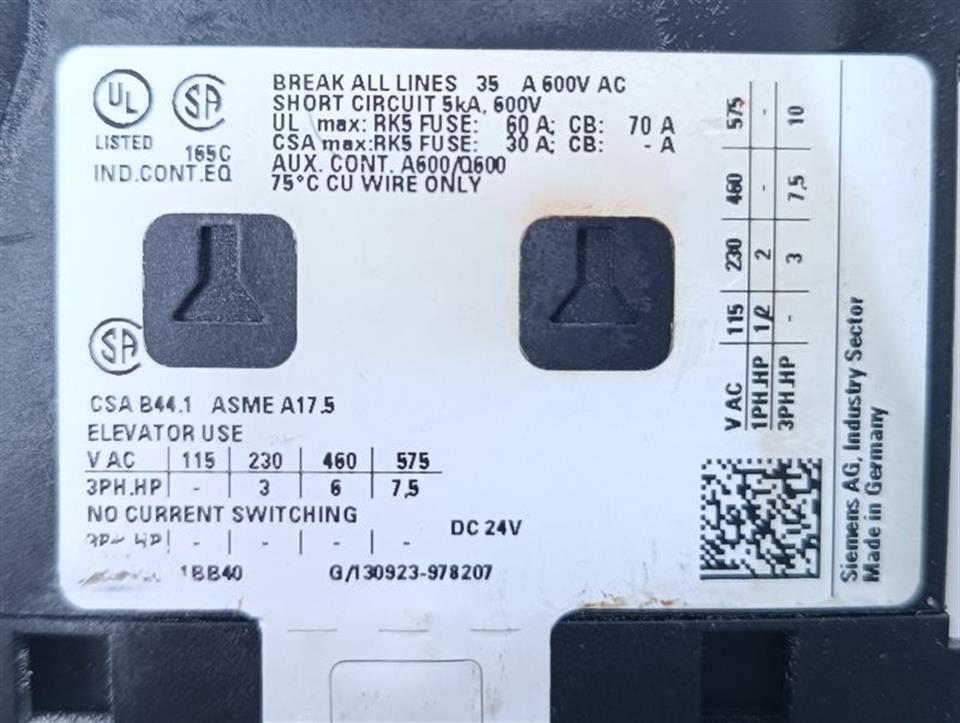 UL
LISTED
165C
IND.CONT.EQ
SA
BREAK ALL LINES 35 A 600V AC
SHORT CIRCUIT 5kA, 600V
UL max: RK5 FUSE: 60 A; CB: 70 A
CSA max: RK5 FUSE: 30 A; CB: - A
AUX. CONT. A600/Q600
75°C CU WIRE ONLY
SA
CSA B44.1 ASME A17.5
ELEVATOR USE
V AC 115 230 460 575
3PH.HP - 3 6 7,5
NO CURRENT SWITCHING
- - - -
DC 24V
1BB40 G/130923-978207
V AC 115 230 460 575
1PH.HP 1/2 2 - -
3PH.HP - 3 7,5 10
Siemens AG, Industry Sector
Made in Germany